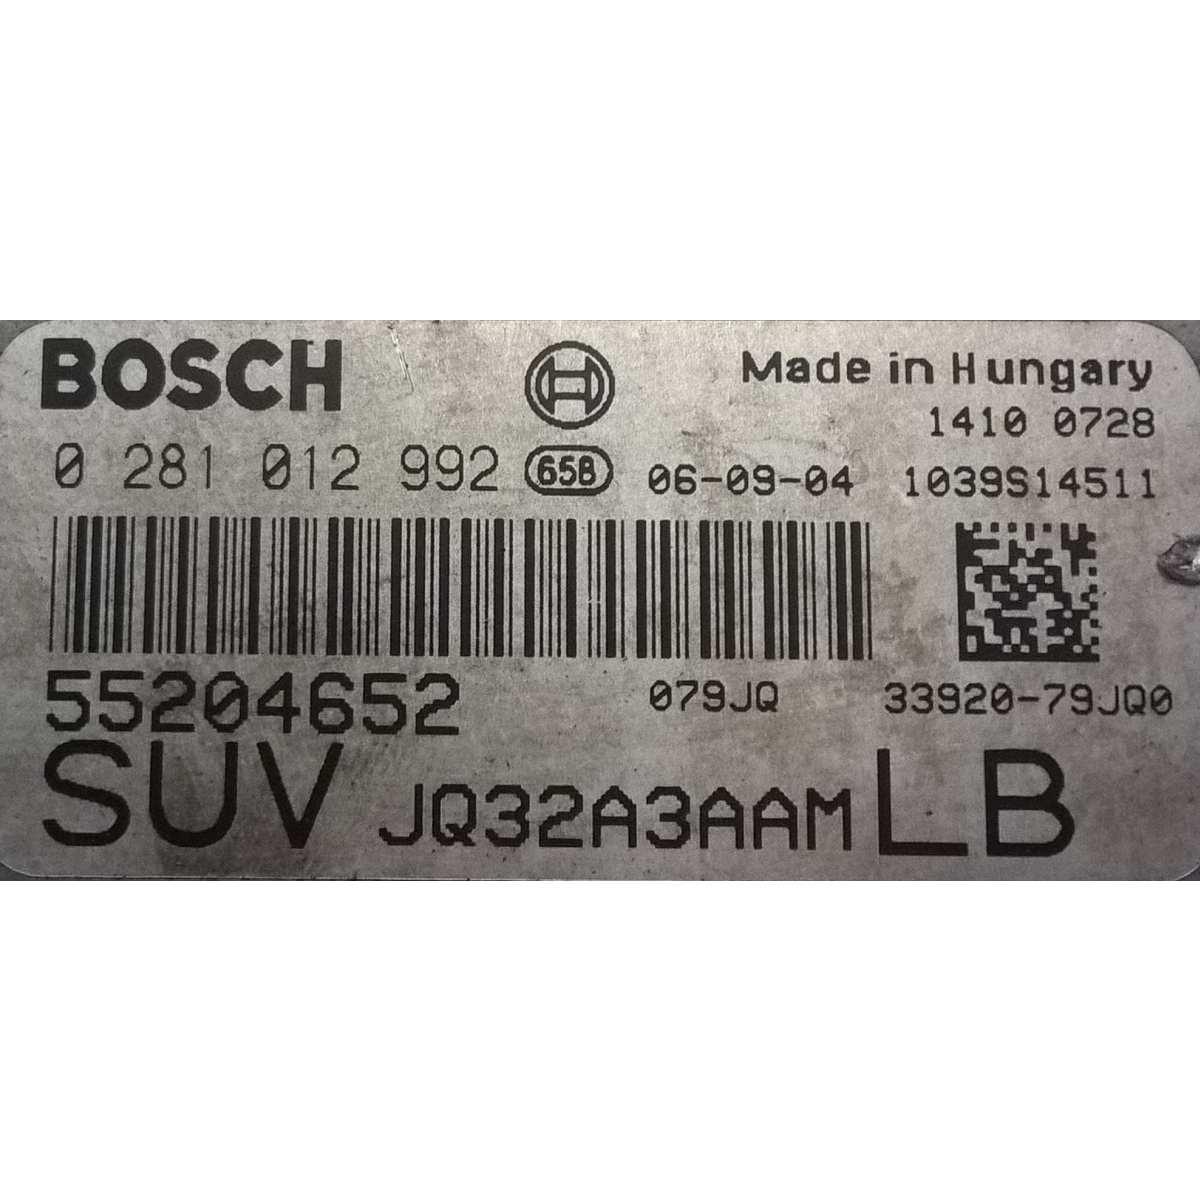 BOSCH Made in Hungary
1410 0728
0 281 012 992 658 06-09-04 1039S14511
55204652 079JQ 33920-79JQ0
SUV JQ32A3AAM LB